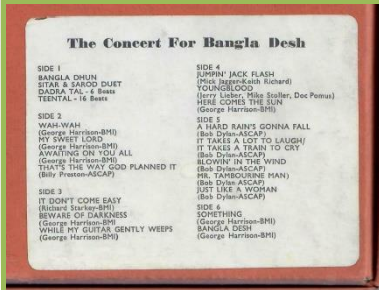 The Concert For Bangla Desh
SIDE 1
BANGLA DHUN
SITAR & SAROD DUET
DADRA TAL - 6 Beats
TEENTAL - 16 Beats
SIDE 2
WAH-WAH
(George Harrison-BMI)
MY SWEET LORD
(George Harrison-BMI)
AWAITING ON YOU ALL
(George Harrison-BMI)
THAT'S THE WAY GOD PLANNED IT
(Billy Preston-ASCAP)
SIDE 3
IT DON'T COME EASY
(Richard Starkey-BMI)
BEWARE OF DARKNESS
(George Harrison-BMI
WHILE MY GUITAR GENTLY WEEPS
(George Harrison-BMI)
SIDE 4
JUMPIN' JACK FLASH
(Mick Jagger-Keith Richard)
YOUNGBLOOD
(Jerry Lieber, Mike Stoller, Doc Pomus)
HERE COMES THE SUN
(George Harrison-BMI)
SIDE 5
A HARD RAIN'S GONNA FALL
(Bob Dylan-ASCAP)
IT TAKES A LOT TO LAUGH/
IT TAKES A TRAIN TO CRY
(Bob Dylan-ASCAP)
BLOWIN' IN THE WIND
(Bob Dylan-ASCAP)
MR. TAMBOURINE MAN)
(Bob Dylan-ASCAP)
JUST LIKE A WOMAN
(Bob Dylan-ASCAP)
SIDE 6
SOMETHING
(George Harrison-BMI)
BANGLA DESH
(George Harrison-BMI)